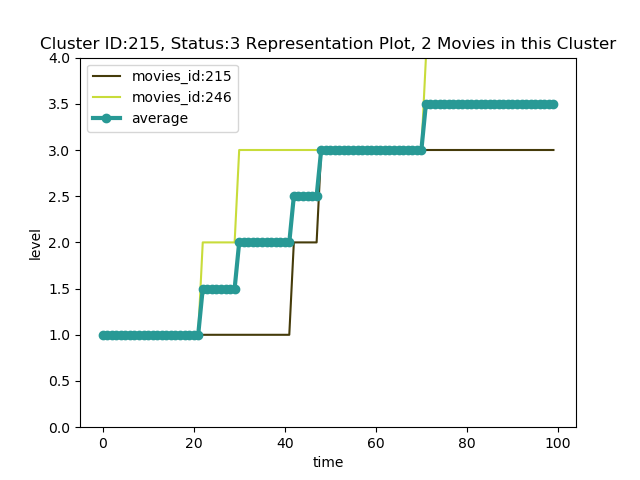 Cluster ID:215, Status:3 Representation Plot, 2 Movies in this Cluster
movies_id:215
movies_id:246
average
level
4.0
3.5
3.0
2.5
2.0
1.5
1.0
0.5
0.0
0 20 40 60 80 100
time